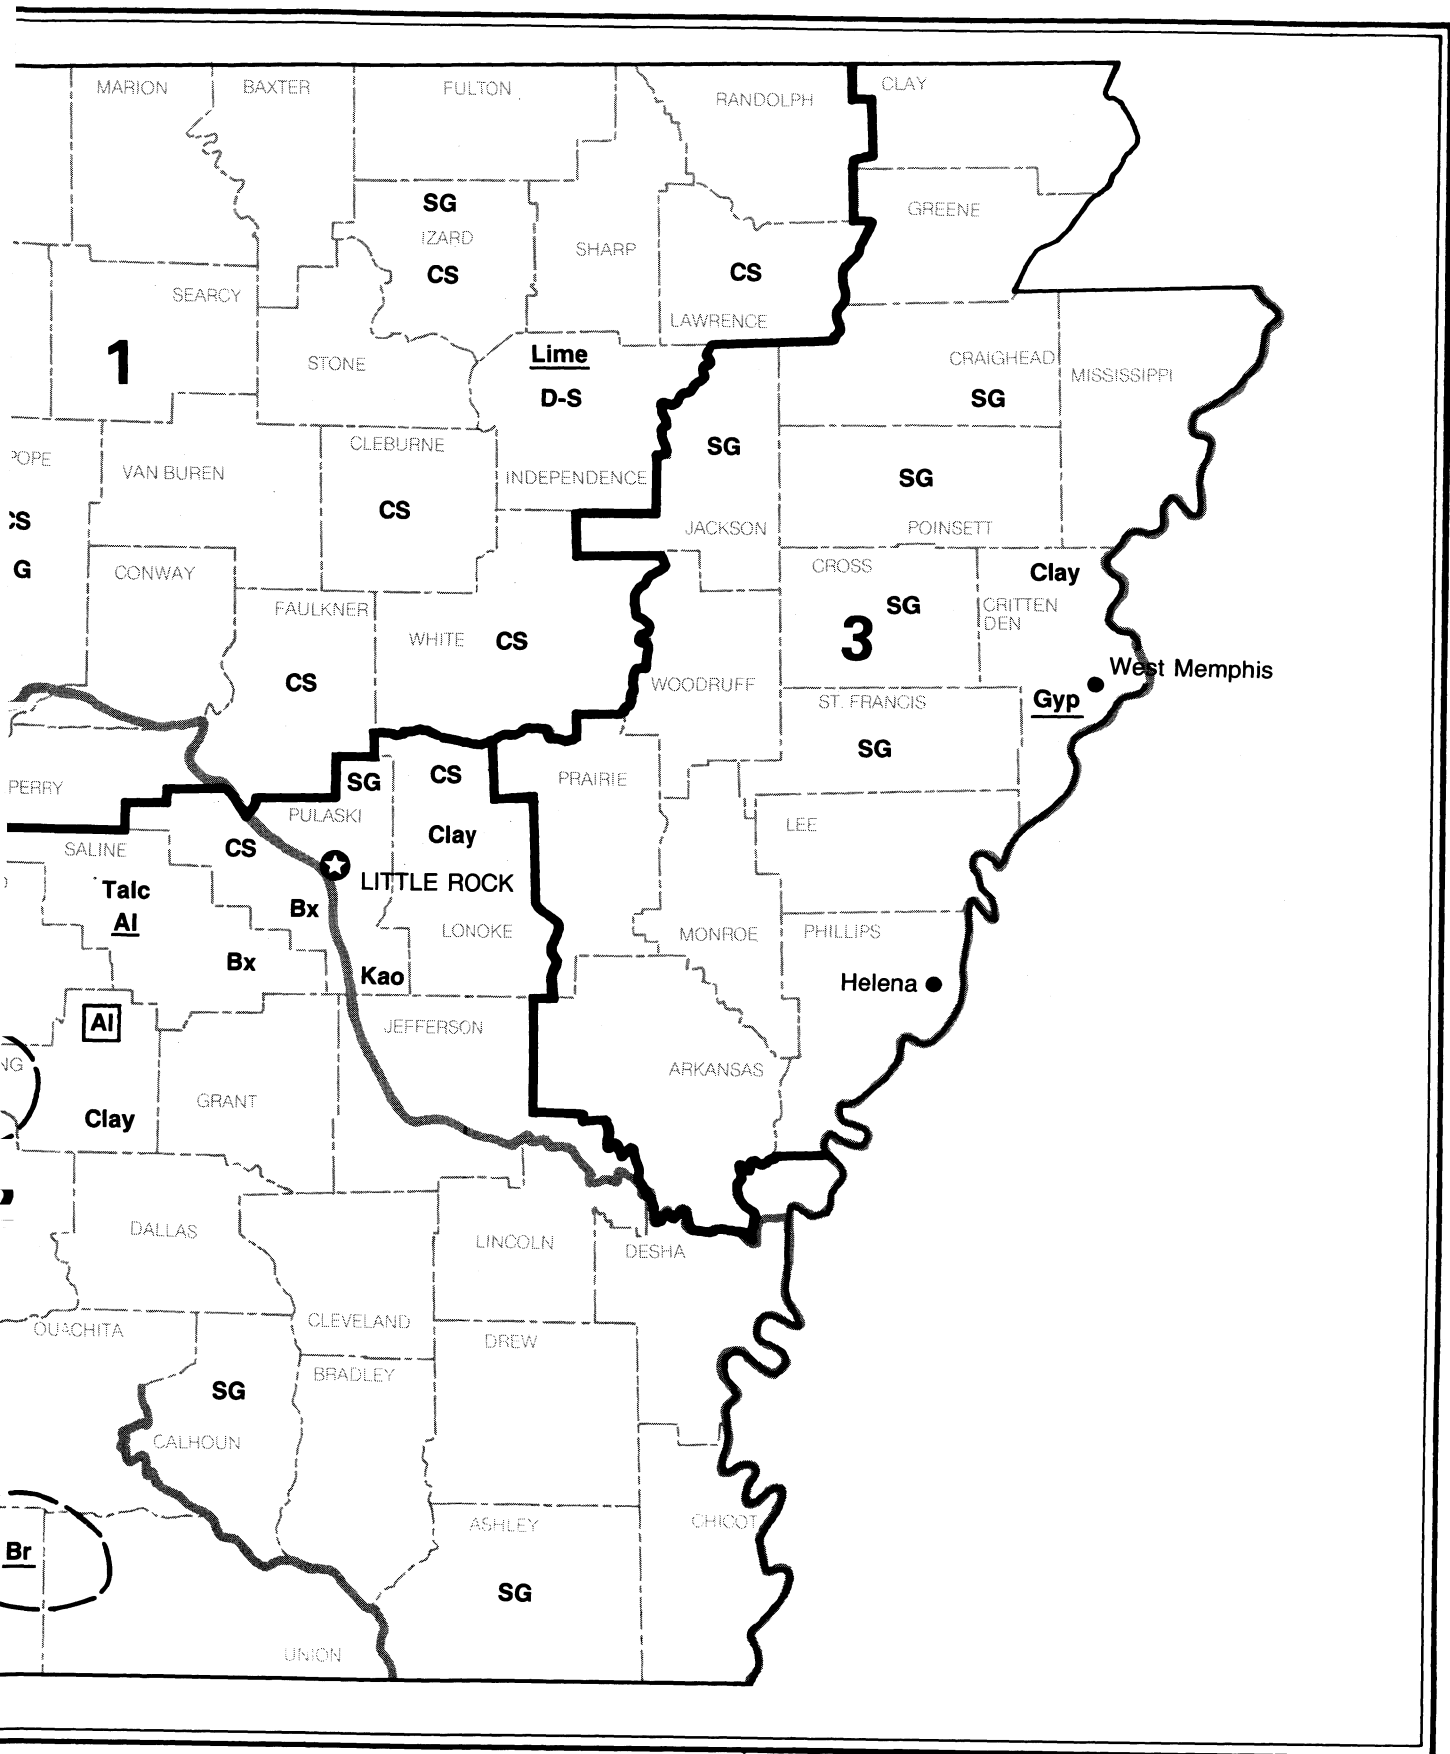 MARION
BAXTER
FULTON
RANDOLPH
CLAY
SG
IZARD
CS
SHARP
GREENE
CS
LAWRENCE
SEARCY
1
STONE
Lime
D-S
CRAIGHEAD
SG
MISSISSIPPI
POPE
VAN BUREN
CLEBURNE
CS
INDEPENDENCE
SG
JACKSON
SG
POINSETT
CS
G
CONWAY
FAULKNER
CS
WHITE
CS
WOODRUFF
CROSS
SG
3
Clay
CRITTEN
DEN
West Memphis
Gyp
ST. FRANCIS
SG
PERRY
SG
PULASKI
CS
CS
Clay
LONOKE
PRAIRIE
LEE
SALINE
Talc
Al
Bx
Bx
LITTLE ROCK
Kao
MONROE
PHILLIPS
Helena
Al
Clay
NG
GRANT
JEFFERSON
ARKANSAS
DALLAS
LINCOLN
DESHA
OUACHITA
CLEVELAND
DREW
SG
CALHOUN
BRADLEY
Br
ASHLEY
SG
CHICOT
UNION